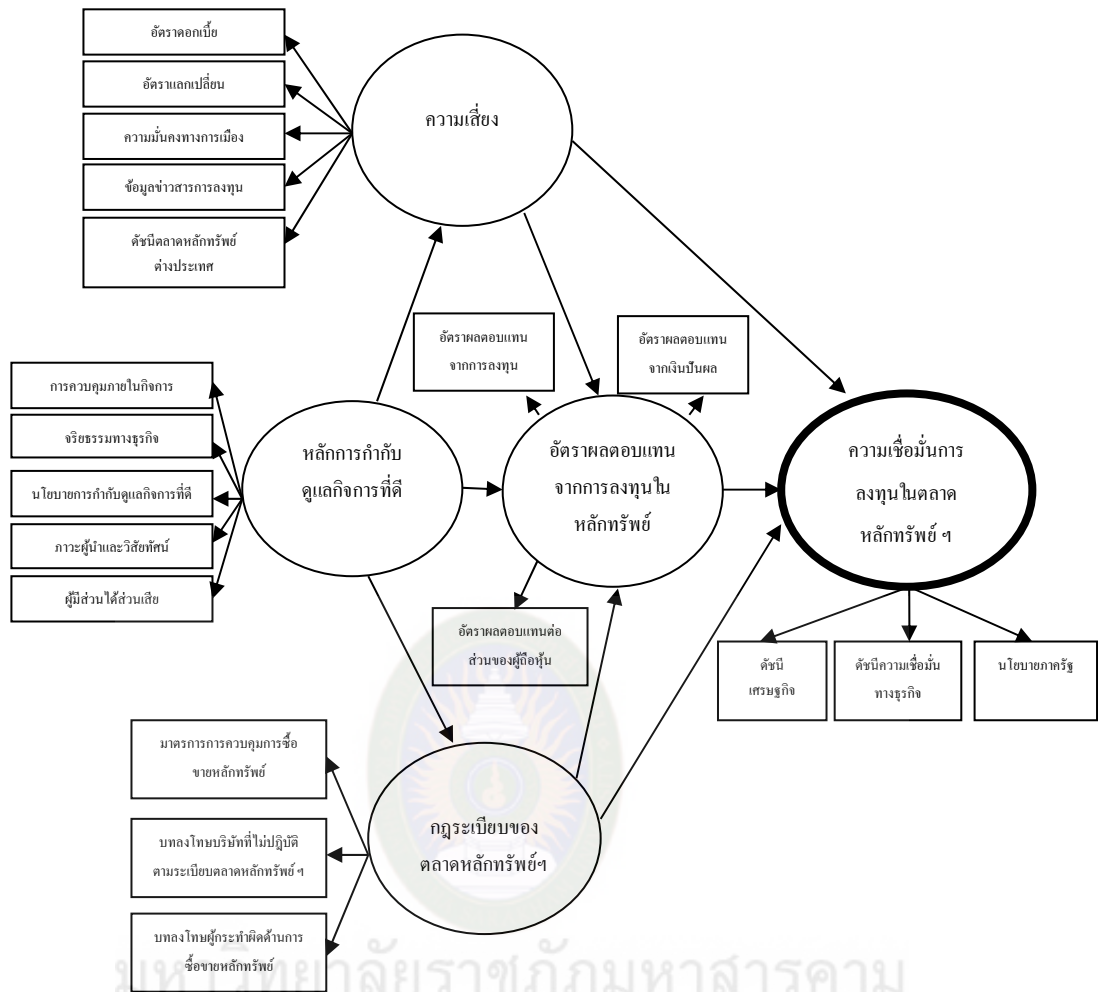 อัตราดอกเบี้ย
อัตราแลกเปลี่ยน
ความมั่นคงทางการเมือง
ข้อมูลข่าวสารการลงทุน
ดัชนีตลาดหลักทรัพย์
ต่างประเทศ
ความเสี่ยง
อัตราผลตอบแทน
จากการลงทุน
อัตราผลตอบแทน
จากเงินปันผล
การควบคุมภายในกิจการ
จริยธรรมทางธุรกิจ
นโยบายการกำกับดูแลกิจการที่ดี
ภาวะผู้นำและวิสัยทัศน์
ผู้มีส่วนได้ส่วนเสีย
หลักการกำกับ
ดูแลกิจการที่ดี
อัตราผลตอบแทน
จากการลงทุนใน
หลักทรัพย์
ความเชื่อมั่นการ
ลงทุนในตลาด
หลักทรัพย์ ฯ
อัตราผลตอบแทนต่อ
ส่วนของผู้ถือหุ้น
ดัชนี
เศรษฐกิจ
ดัชนีความเชื่อมั่น
ทางธุรกิจ
นโยบายภาครัฐ
มาตรการการควบคุมการซื้อ
ขายหลักทรัพย์
บทลงโทษบริษัทที่ไม่ปฏิบัติ
ตามระเบียบตลาดหลักทรัพย์ ฯ
บทลงโทษผู้กระทำผิดด้านการ
ซื้อขายหลักทรัพย์
กฎระเบียบของ
ตลาดหลักทรัพย์ฯ
มหาวิทยาลัยราชภัฏมหาสารคาม